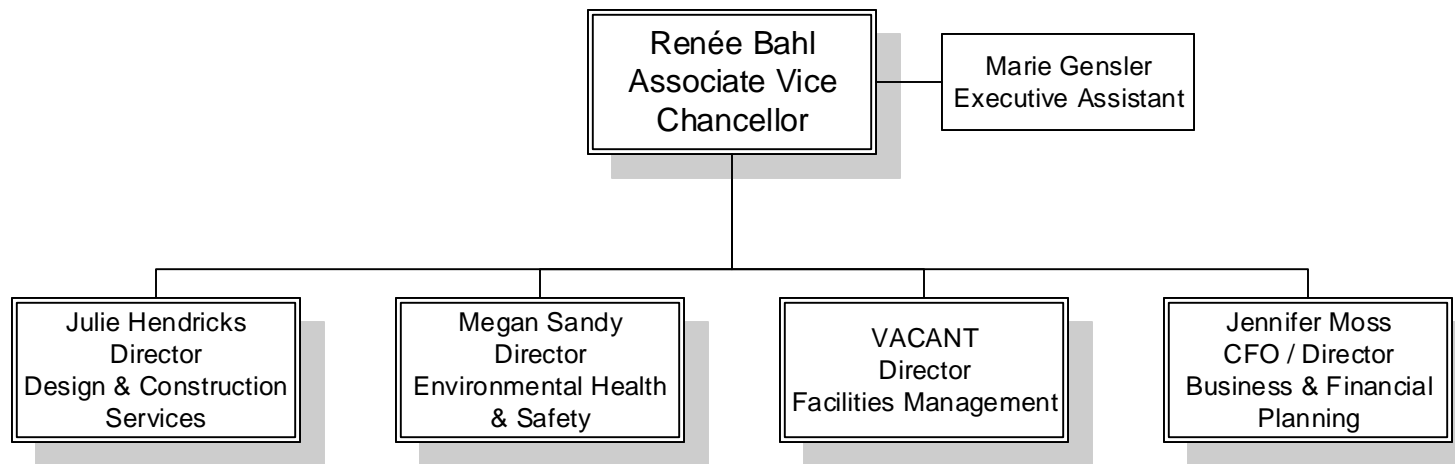 Renée Bahl
Associate Vice
Chancellor
Marie Gensler
Executive Assistant
Julie Hendricks
Director
Design & Construction
Services
Megan Sandy
Director
Environmental Health
& Safety
VACANT
Director
Facilities Management
Jennifer Moss
CFO / Director
Business & Financial
Planning